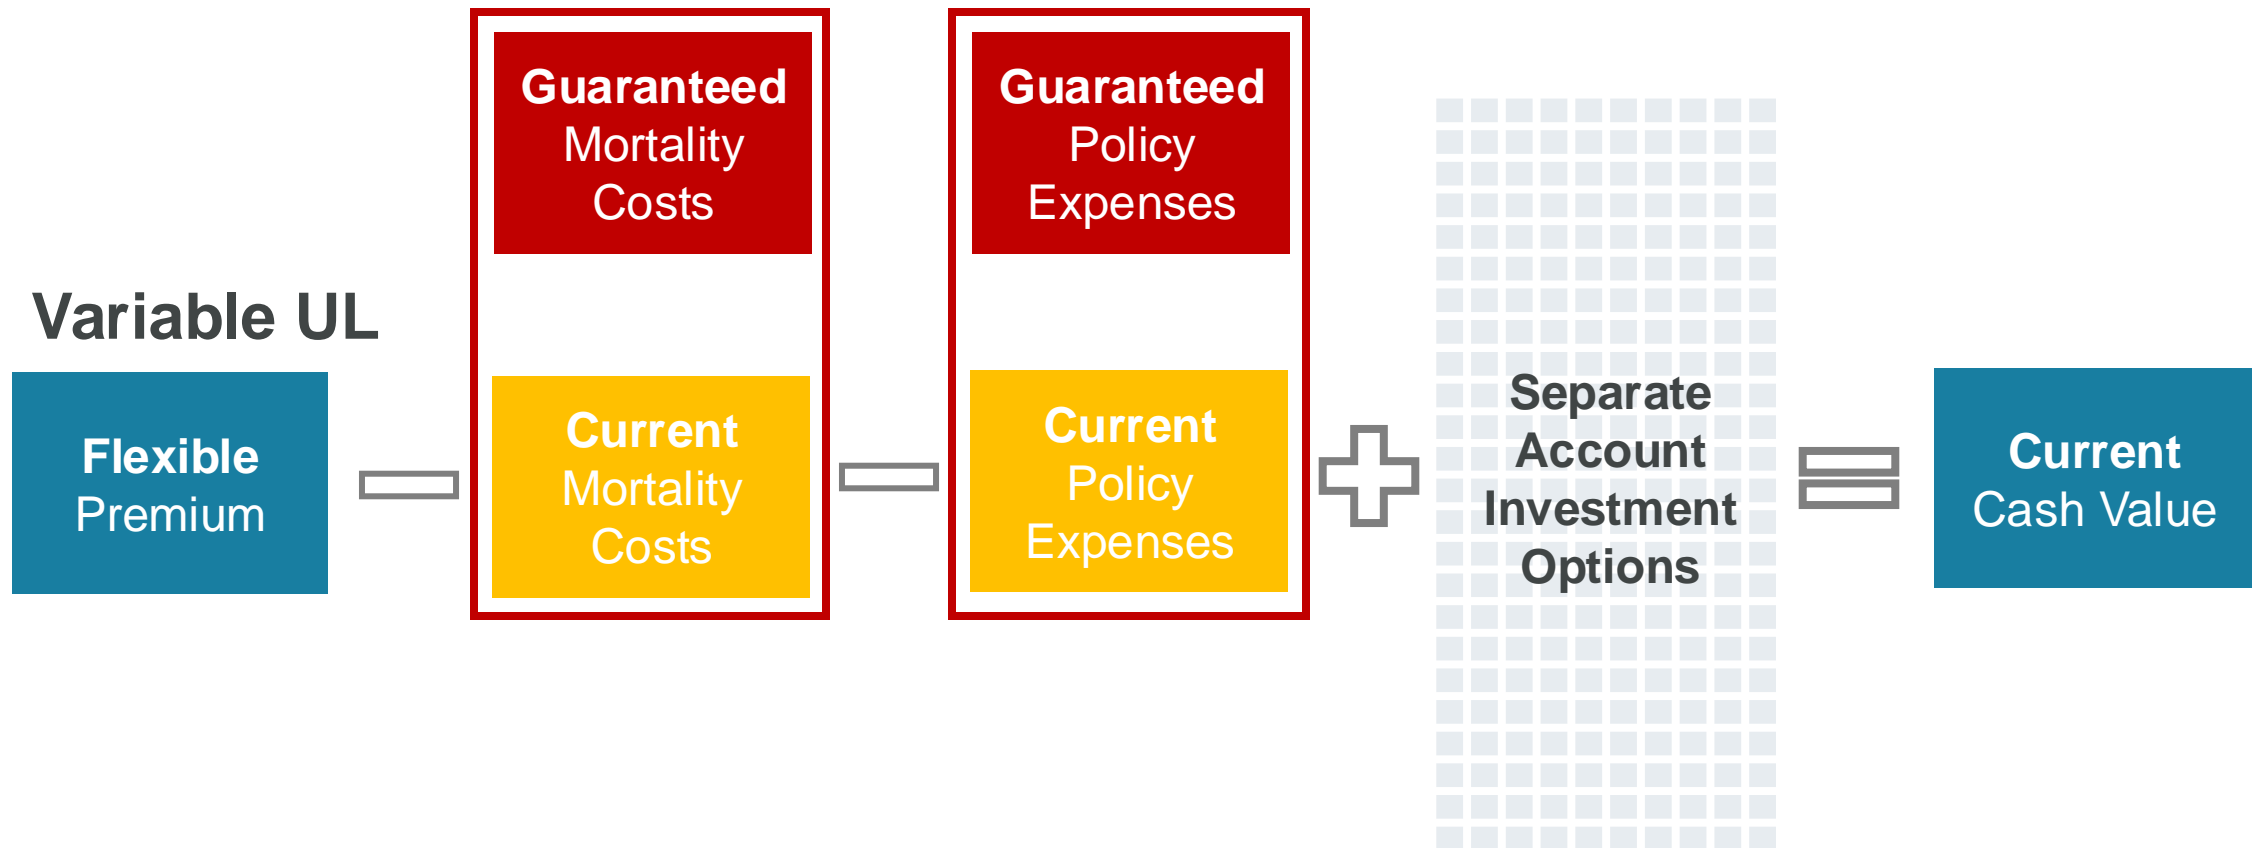 Variable UL
Flexible
Premium
Guaranteed
Mortality
Costs
Current
Mortality
Costs
Guaranteed
Policy
Expenses
Current
Policy
Expenses
Separate
Account
Investment
Options
Current
Cash Value